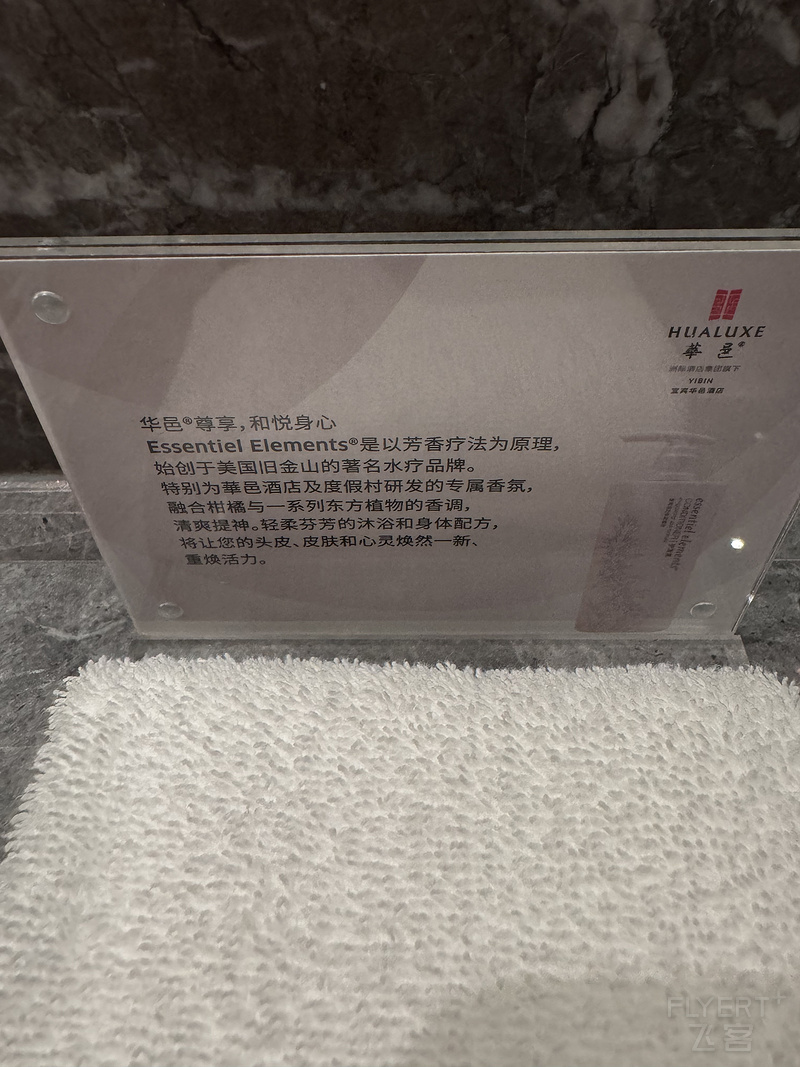 HUALUXE
華邑®
YIBIN
宜宾华邑酒店
华邑®尊享，和悦身心
Essentiel Elements®是以芳香疗法为原理，
始创于美国旧金山的著名水疗品牌。
特别为華邑酒店及度假村研发的专属香氛，
融合柑橘与一系列东方植物的香调，
清爽提神。轻柔芬芳的沐浴和身体配方，
将让您的头皮、皮肤和心灵焕然一新、
重焕活力。
essentiel elements
FLYERT+
飞客